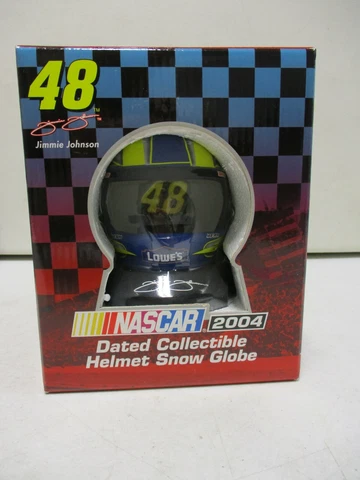 48
Jimmie Johnson
48
LOWE'S
NASCAR 2004
Dated Collectible
Helmet Snow Globe